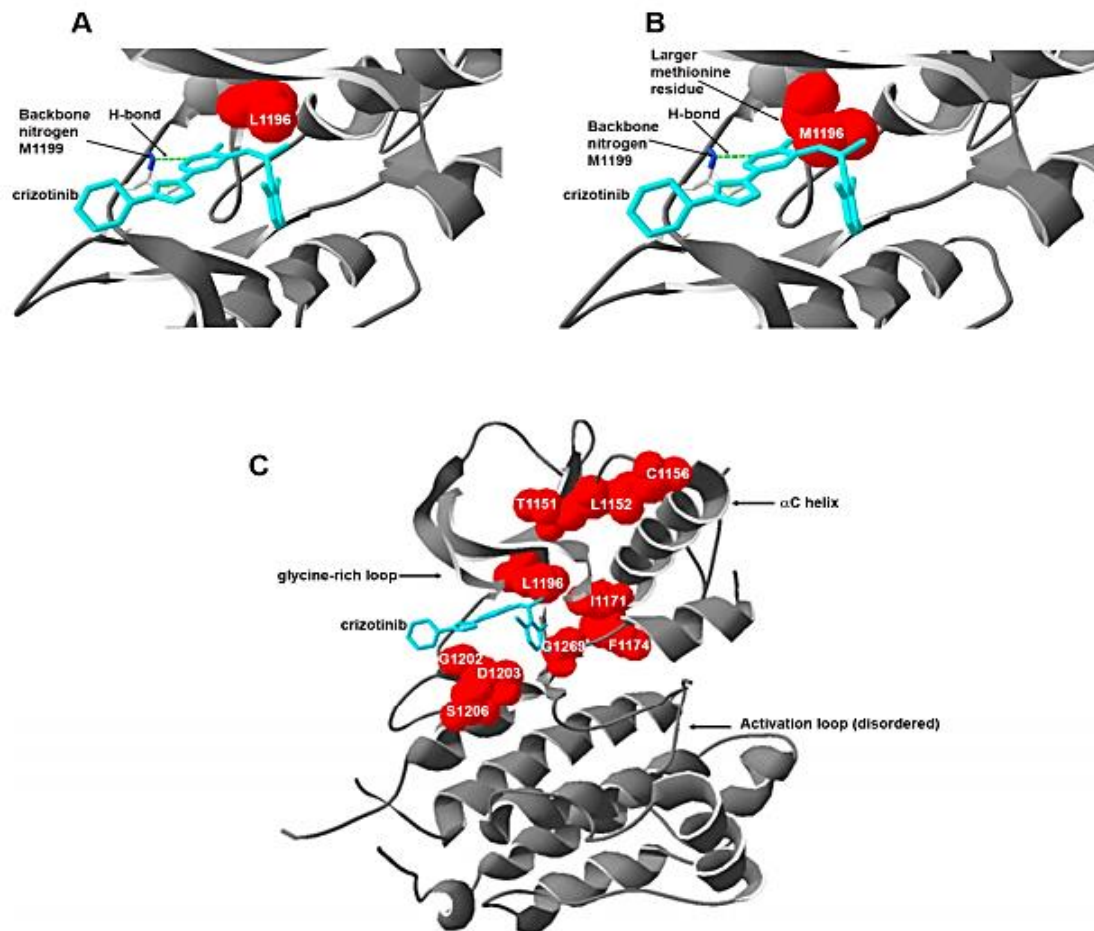 A
Backbone
nitrogen
M1199
H-bond
L1196
crizotinib
B
Larger
methionine
residue
H-bond
Backbone
nitrogen
M1199
M1196
crizotinib
C
C1156
T1151
L1152
αC helix
glycine-rich loop
L1196
I1171
crizotinib
G1269
F1174
G1202
D1203
S1206
Activation loop (disordered)